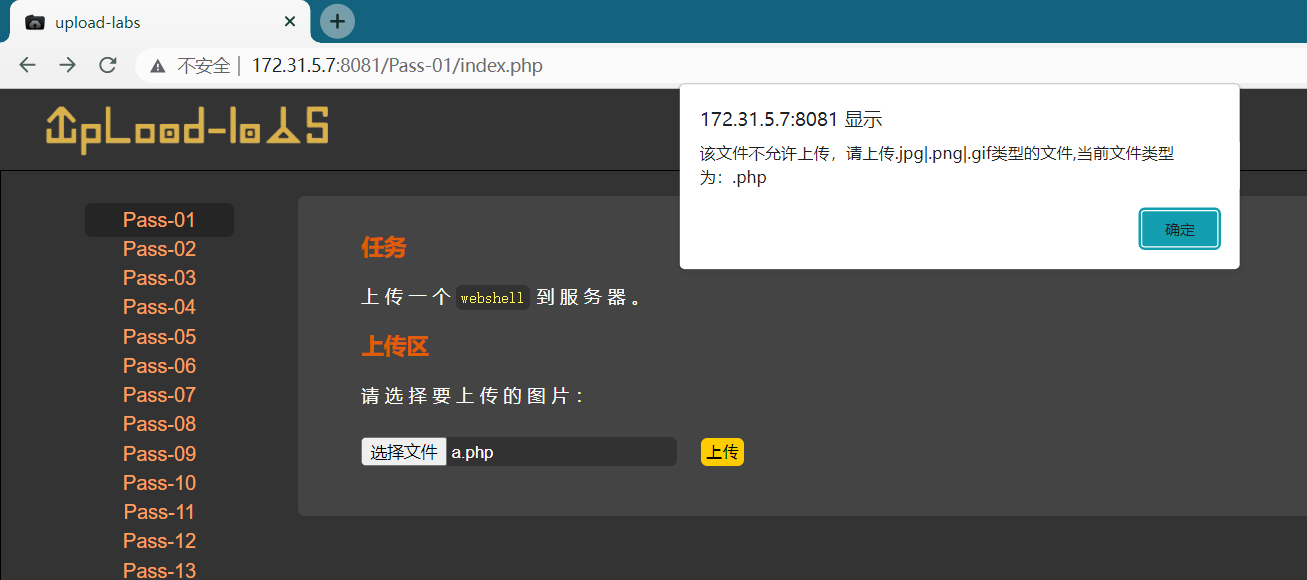 upload-labs
不安全 | 172.31.5.7:8081/Pass-01/index.php
UpLoad-labs
172.31.5.7:8081 显示
该文件不允许上传，请上传.jpg|.png|.gif类型的文件,当前文件类型
为：.php
确定
Pass-01
Pass-02
Pass-03
Pass-04
Pass-05
Pass-06
Pass-07
Pass-08
Pass-09
Pass-10
Pass-11
Pass-12
Pass-13
任务
上传一个 webshell 到服务器。
上传区
请选择要上传的图片：
选择文件 a.php 上传